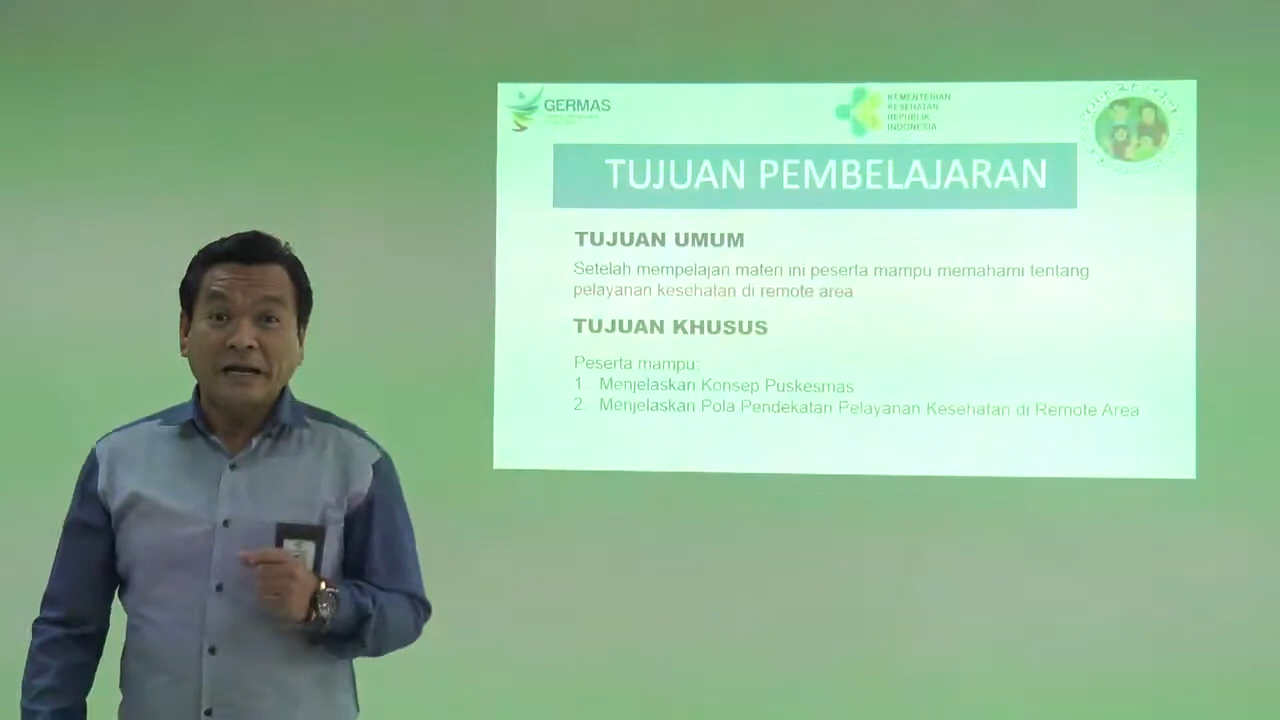 GERMAS
KEMENTERIAN
KESEHATAN
REPUBLIK
INDONESIA
TUJUAN PEMBELAJARAN
TUJUAN UMUM
Setelah mempelajari materi ini peserta mampu memahami tentang
pelayanan kesehatan di remote area
TUJUAN KHUSUS
Peserta mampu:
1. Menjelaskan Konsep Puskesmas
2. Menjelaskan Pola Pendekatan Pelayanan Kesehatan di Remote Area